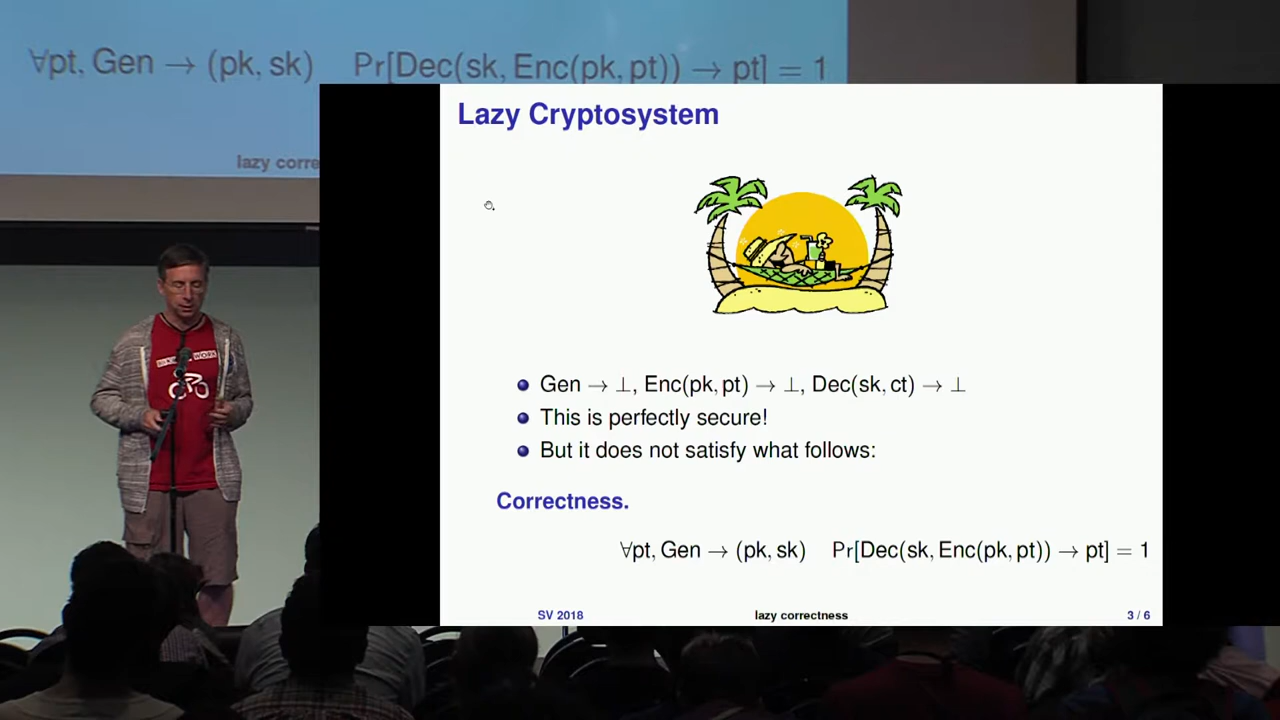 ∀pt, Gen → (pk, sk) Pr[Dec(sk, Enc(pk, pt)) → pt] = 1
lazy corre
Lazy Cryptosystem
Gen → ⊥, Enc(pk, pt) → ⊥, Dec(sk, ct) → ⊥
This is perfectly secure!
But it does not satisfy what follows:
Correctness.
∀pt, Gen → (pk, sk) Pr[Dec(sk, Enc(pk, pt)) → pt] = 1
SV 2018 lazy correctness 3 / 6